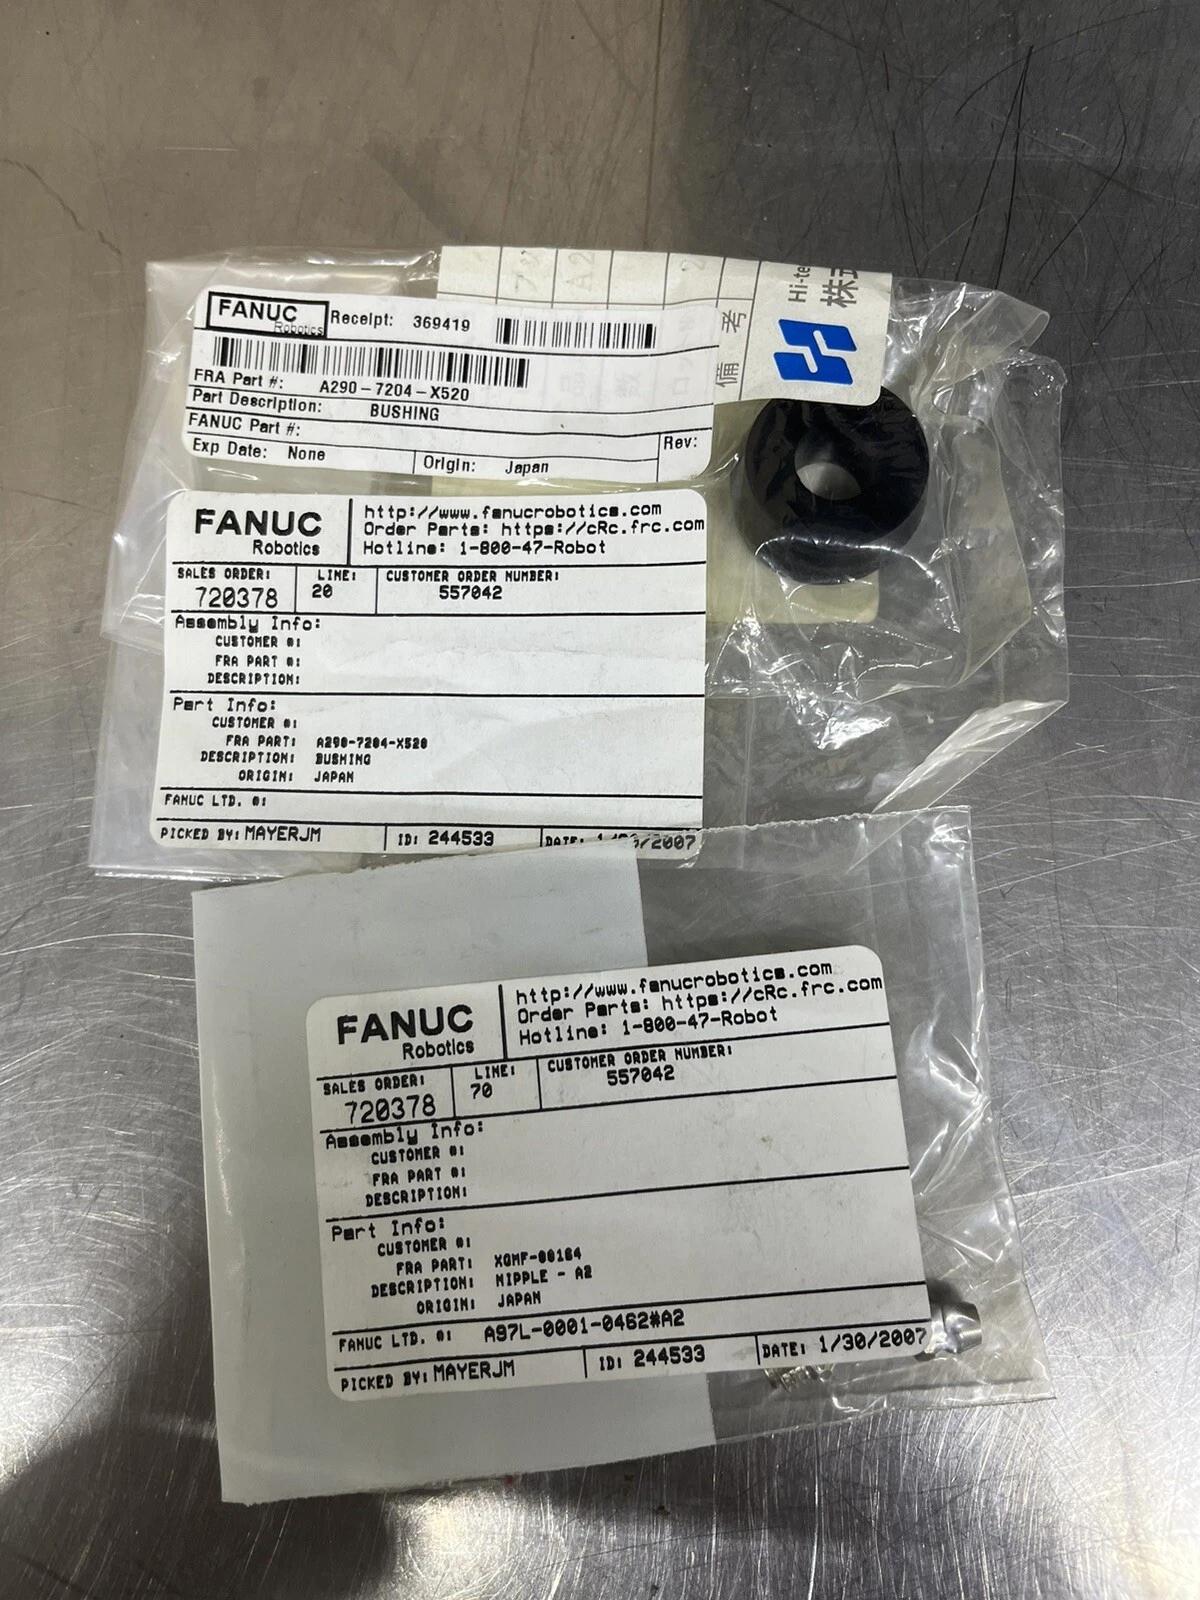 Hi-te
株式
備考
FANUC
Robotics
Receipt: 369419
FRA Part #: A290-7204-X520
Part Description: BUSHING
FANUC Part #:
Rev:
Exp Date: None
Origin: Japan
FANUC
Robotics
http://www.fanucrobotics.com
Order Parts: https://cRc.frc.com
Hotline: 1-800-47-Robot
SALES ORDER: 720378
LINE: 20
CUSTOMER ORDER NUMBER: 557042
Assembly Info:
CUSTOMER #:
FRA PART #:
DESCRIPTION:
Part Info:
CUSTOMER #:
FRA PART: A290-7204-X520
DESCRIPTION: BUSHING
ORIGIN: JAPAN
FANUC LTD. #:
PICKED BY: MAYERJM
ID: 244533
DATE: /2007
FANUC
Robotics
http://www.fanucrobotics.com
Order Parts: https://cRc.frc.com
Hotline: 1-800-47-Robot
SALES ORDER: 720378
LINE: 70
CUSTOMER ORDER NUMBER: 557042
Assembly Info:
CUSTOMER #:
FRA PART #:
DESCRIPTION:
Part Info:
CUSTOMER #:
FRA PART: XGMF-00164
DESCRIPTION: NIPPLE - A2
ORIGIN: JAPAN
FANUC LTD. #: A97L-0001-0462#A2
PICKED BY: MAYERJM
ID: 244533
DATE: 1/30/2007